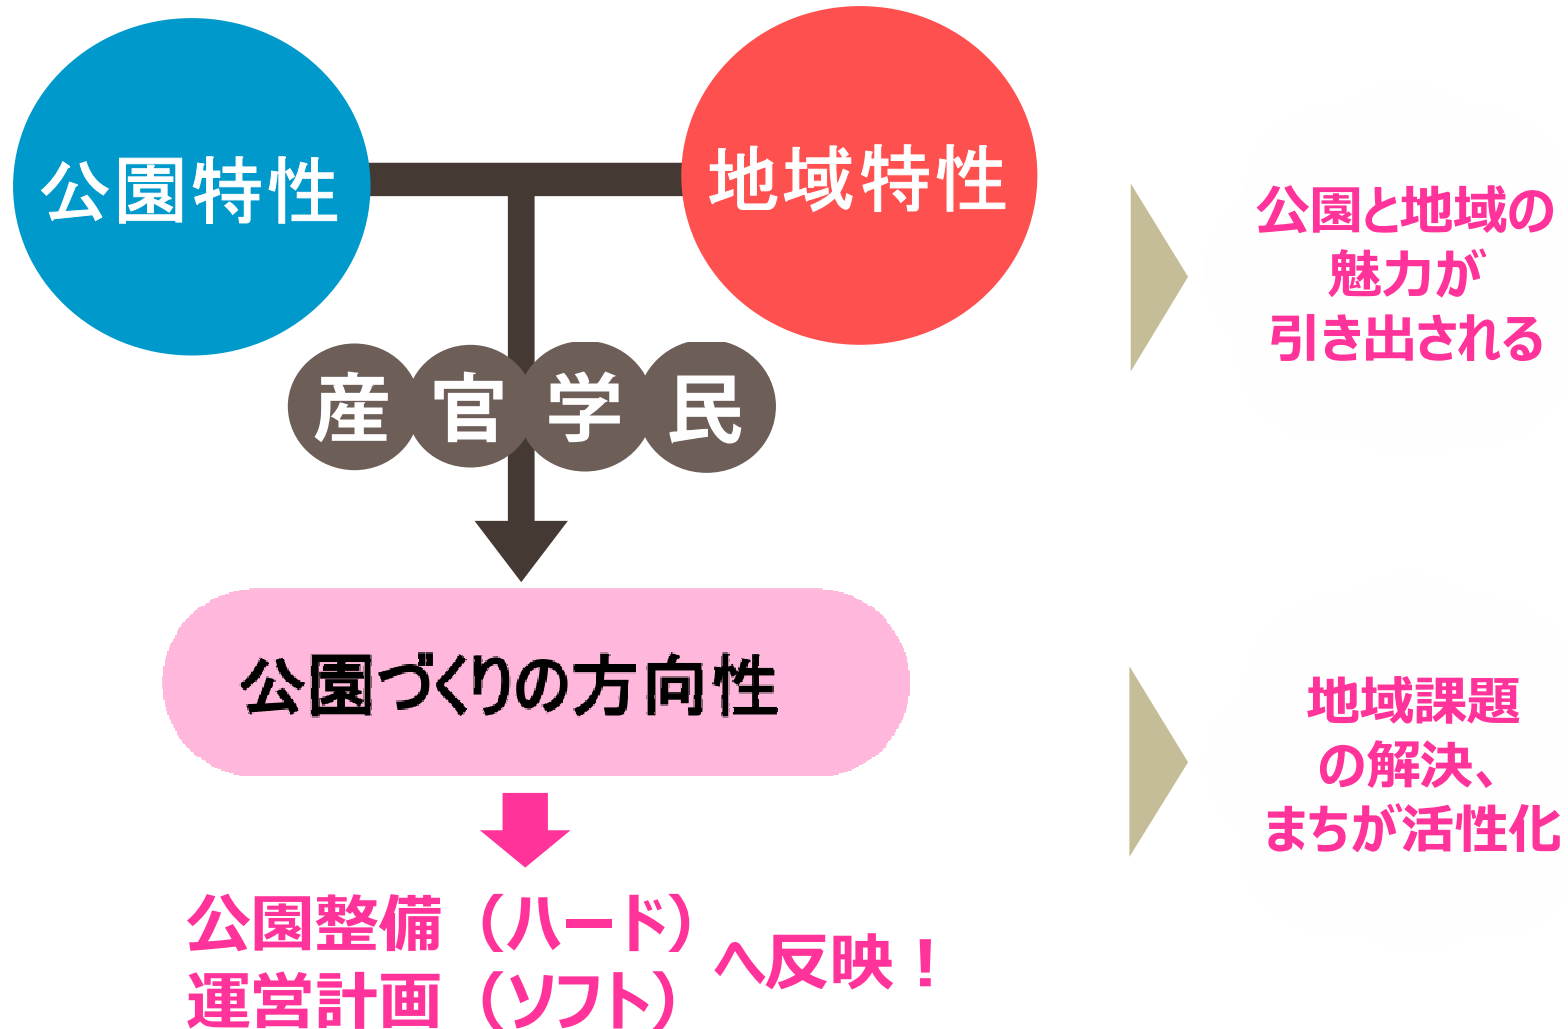 公園特性
地域特性
産官学民
公園づくりの方向性
公園整備（ハード）
運営計画（ソフト）
へ反映！
公園と地域の
魅力が
引き出される
地域課題
の解決、
まちが活性化